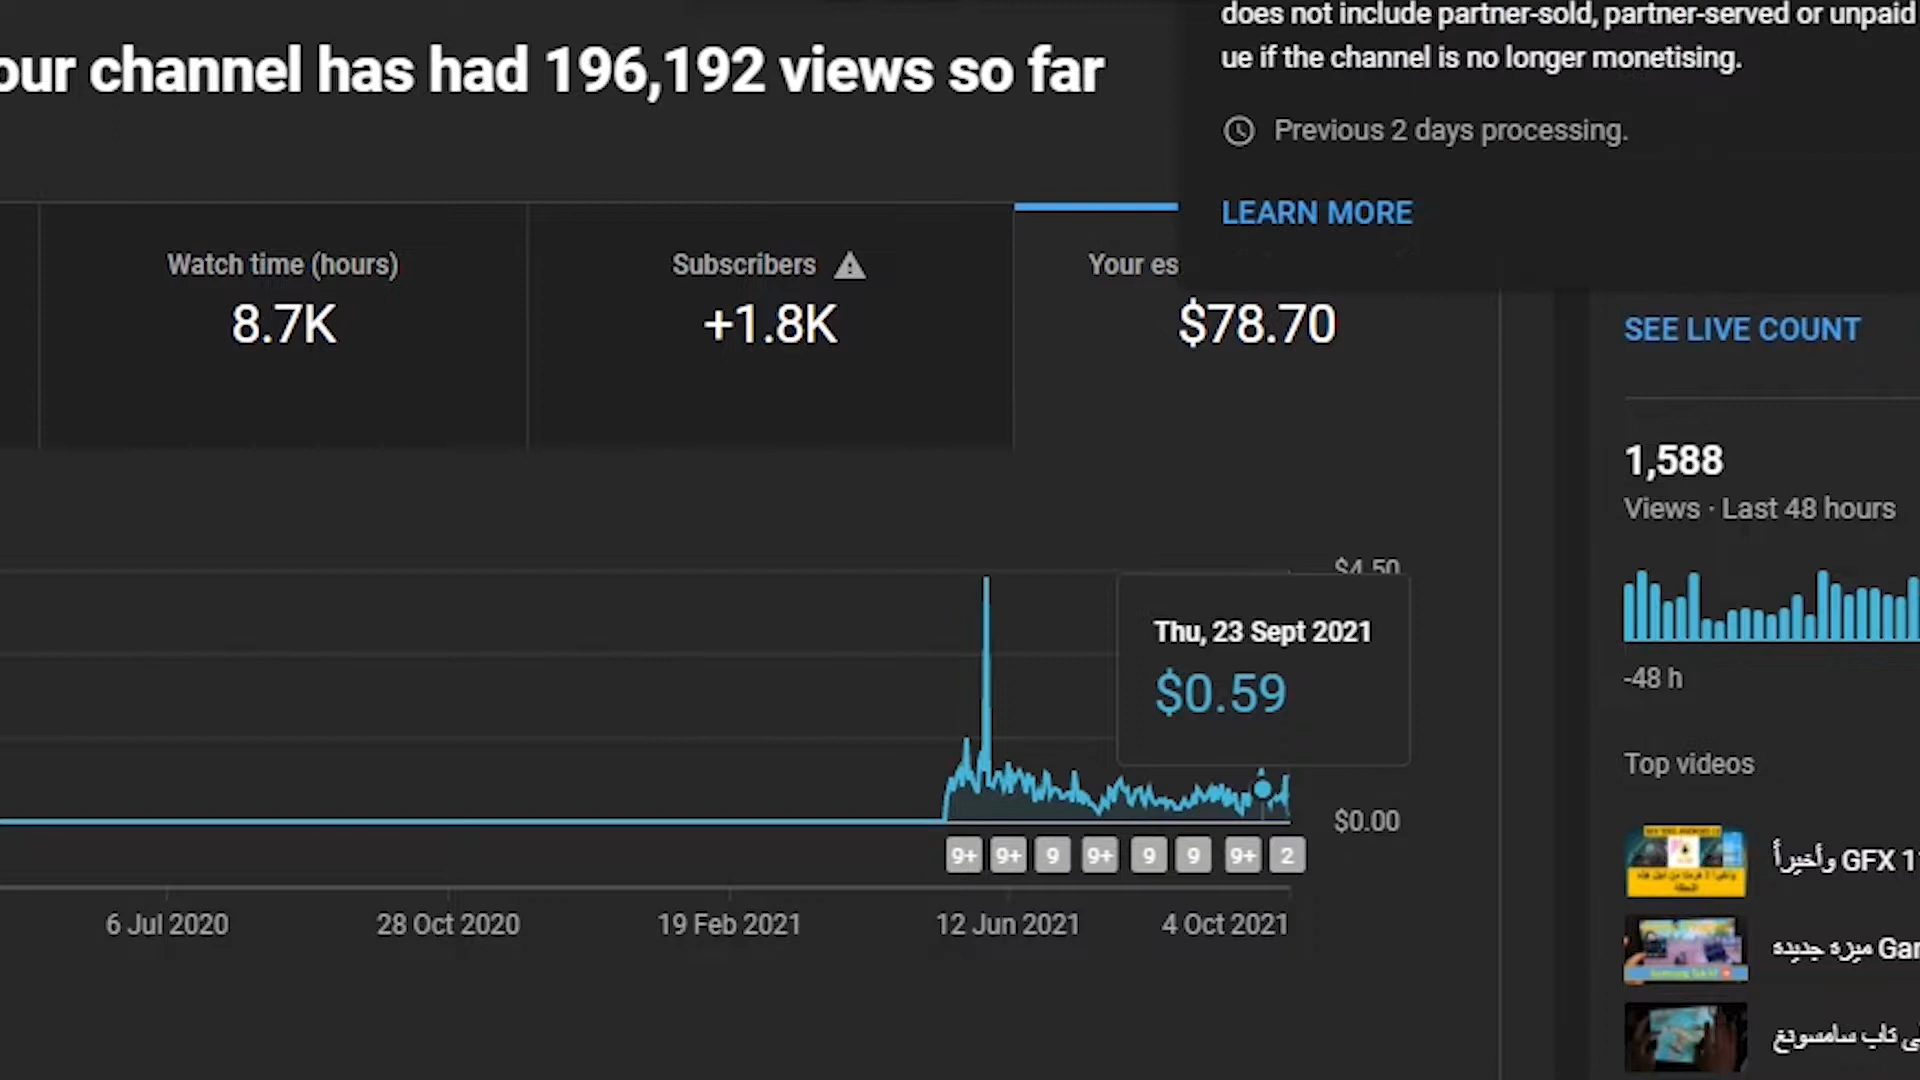 our channel has had 196,192 views so far
does not include partner-sold, partner-served or unpaid
ue if the channel is no longer monetising.
Previous 2 days processing.
LEARN MORE
Watch time (hours)
8.7K
Subscribers
+1.8K
Your es
$78.70
SEE LIVE COUNT
1,588
Views · Last 48 hours
-48 h
Top videos
$4.50
Thu, 23 Sept 2021
$0.59
$0.00
9+ 9+ 9 9+ 9 9 9+ 2
6 Jul 2020
28 Oct 2020
19 Feb 2021
12 Jun 2021
4 Oct 2021
وأخيراً GFX 1
ميزه جديده Gar
تاب سامسونغ